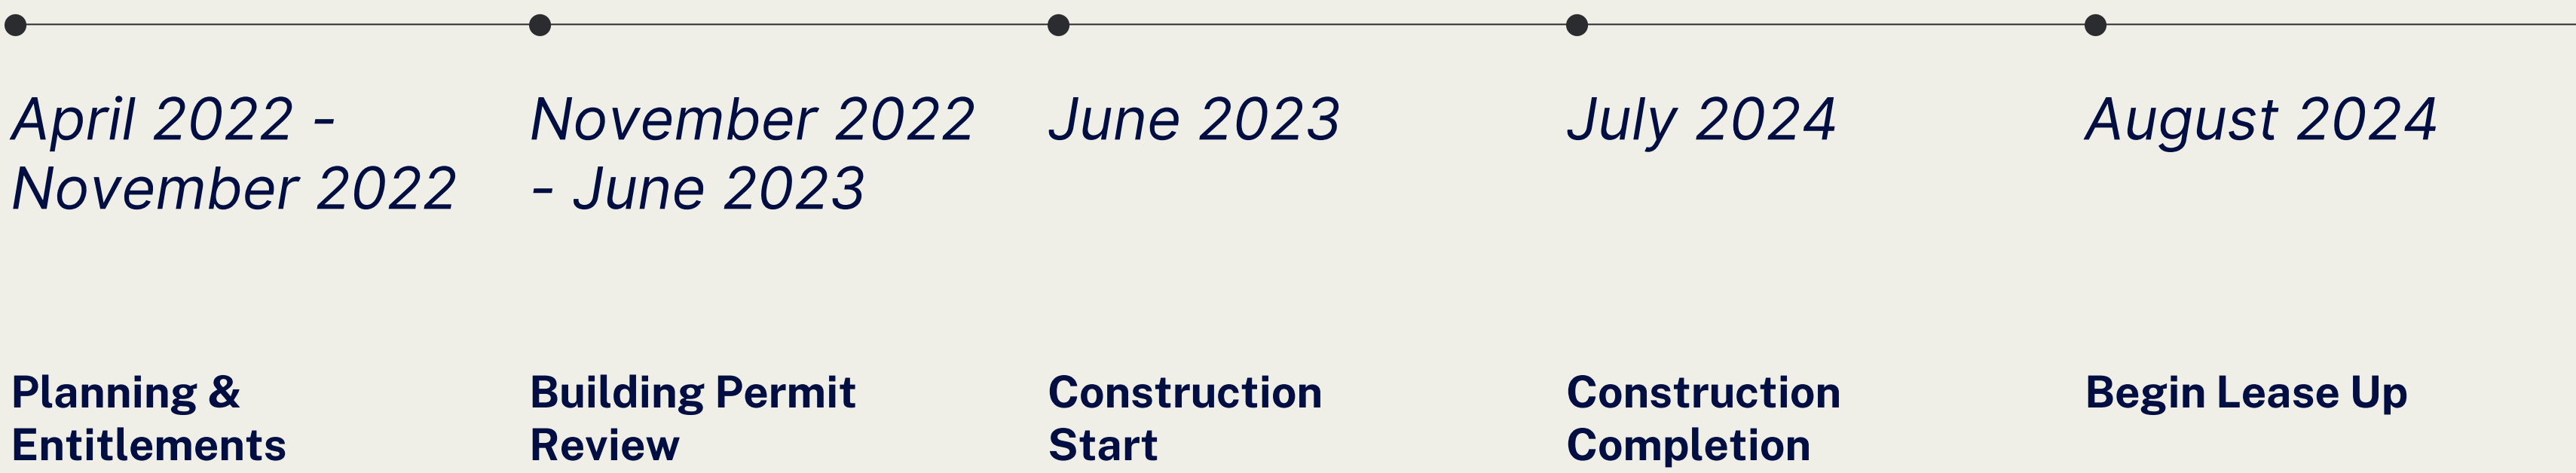 April 2022 -
November 2022
November 2022
- June 2023
June 2023
July 2024
August 2024
Planning &
Entitlements
Building Permit
Review
Construction
Start
Construction
Completion
Begin Lease Up